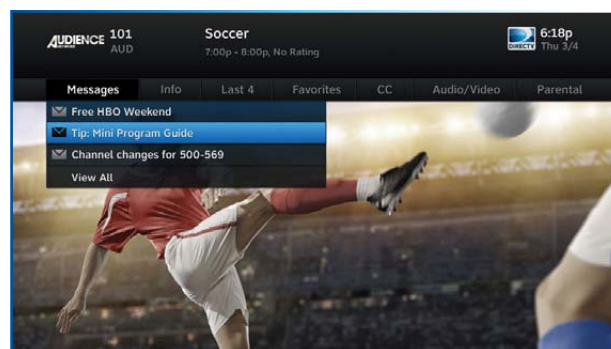 AUDIENCE NETWORK 101 AUD
Soccer
7:00p - 8:00p, No Rating
DIRECTV
6:18p
Thu 3/4
Messages Info Last 4 Favorites CC Audio/Video Parental
Free HBO Weekend
Tip: Mini Program Guide
Channel changes for 500-569
View All